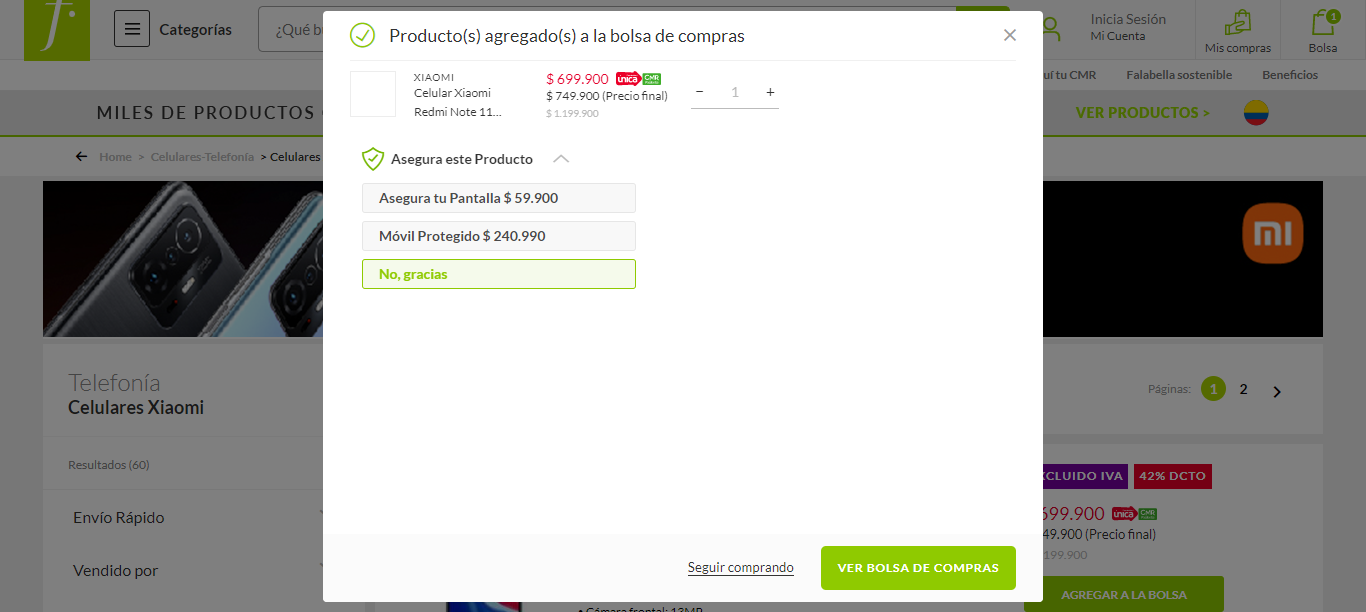 Categorías
¿Qué b
Inicia Sesión
Mi Cuenta
Mis compras
1
Bolsa
uí tu CMR
Falabella sostenible
Beneficios
MILES DE PRODUCTOS
VER PRODUCTOS >
Home > Celulares-Telefonía > Celulares
Producto(s) agregado(s) a la bolsa de compras
XIAOMI
Celular Xiaomi
Redmi Note 11...
$ 699.900 única CMR
$ 749.900 (Precio final)
$ 1.199.900
− 1 +
Asegura este Producto
Asegura tu Pantalla $ 59.900
Móvil Protegido $ 240.990
No, gracias
Seguir comprando
VER BOLSA DE COMPRAS
mi
Telefonía
Celulares Xiaomi
Páginas: 1 2
Resultados (60)
Envío Rápido
Vendido por
XCLUIDO IVA
42% DCTO
699.900 única CMR
49.900 (Precio final)
199.900
AGREGAR A LA BOLSA
• Cámara frontal: 13MP